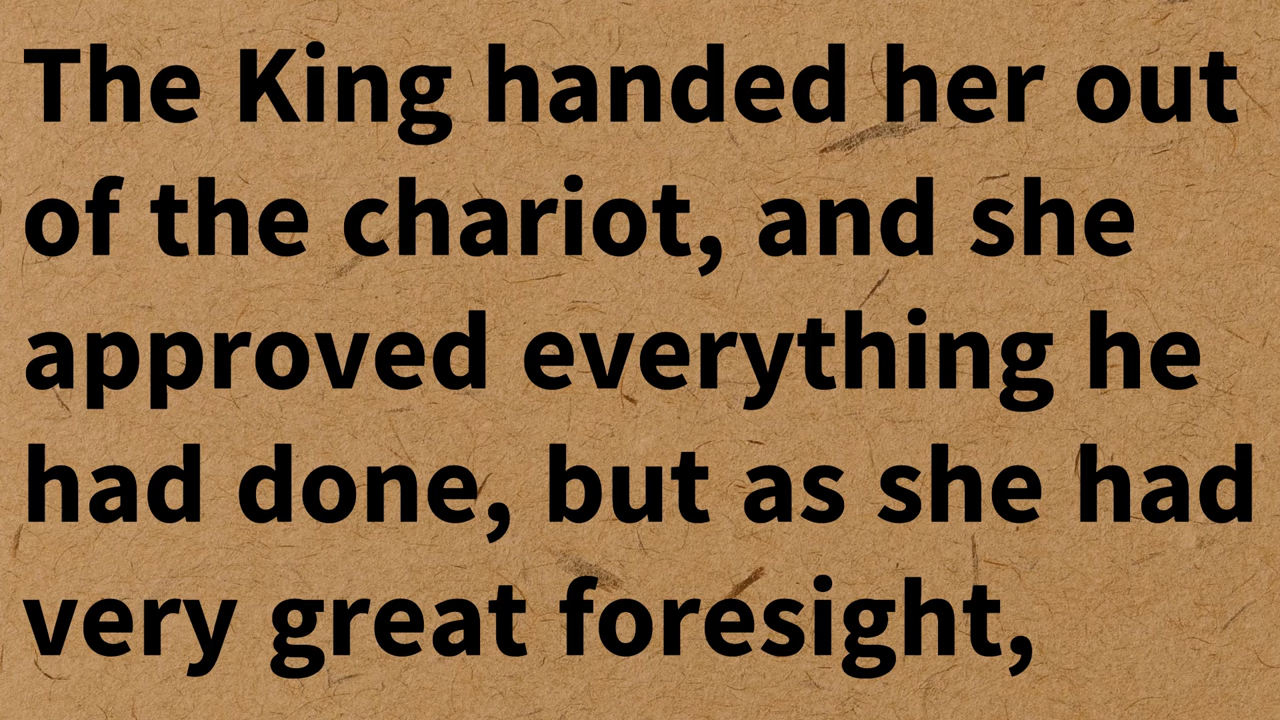 The King handed her out
of the chariot, and she
approved everything he
had done, but as she had
very great foresight,